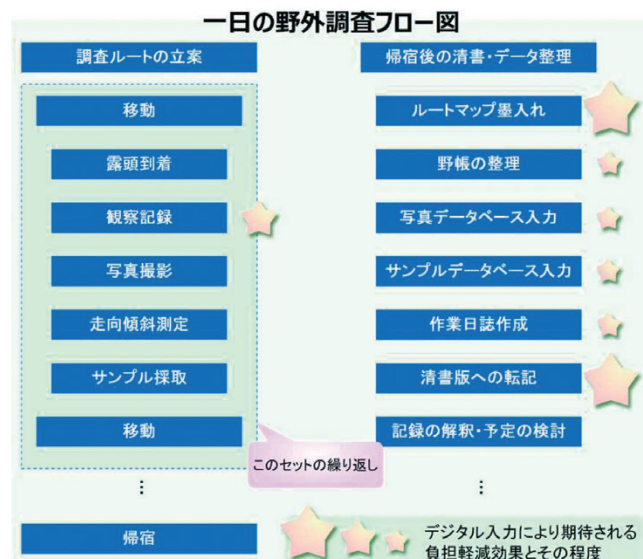 一日の野外調査フロー図
調査ルートの立案
移動
露頭到着
観察記録
写真撮影
走向傾斜測定
サンプル採取
移動
このセットの繰り返し
⋮
帰宿
帰宿後の清書・データ整理
ルートマップ墨入れ
野帳の整理
写真データベース入力
サンプルデータベース入力
作業日誌作成
清書版への転記
記録の解釈・予定の検討
⋮
デジタル入力により期待される
負担軽減効果とその程度